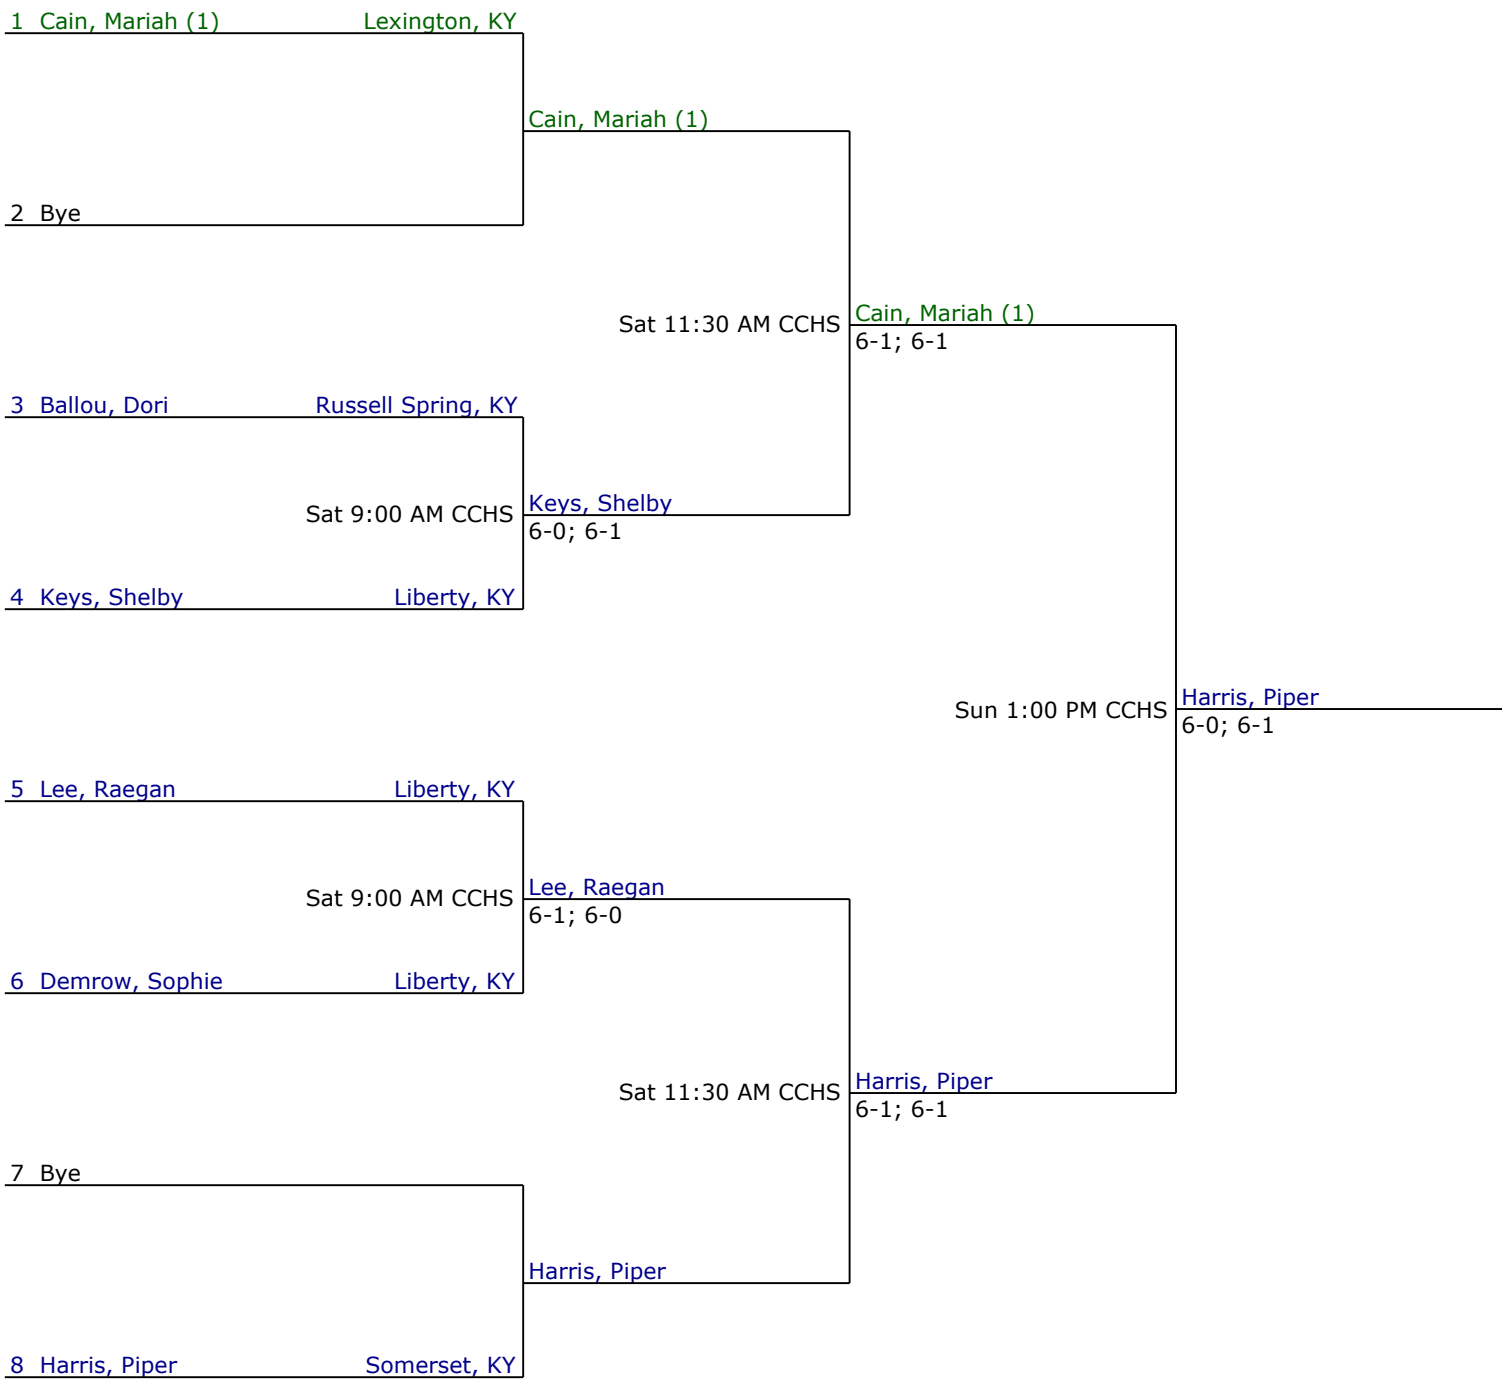 1 Cain, Mariah (1) Lexington, KY
Cain, Mariah (1)
2 Bye
Cain, Mariah (1)
Sat 11:30 AM CCHS
6-1; 6-1
3 Ballou, Dori Russell Spring, KY
Keys, Shelby
Sat 9:00 AM CCHS
6-0; 6-1
4 Keys, Shelby Liberty, KY
Harris, Piper
Sun 1:00 PM CCHS
6-0; 6-1
5 Lee, Raegan Liberty, KY
Lee, Raegan
Sat 9:00 AM CCHS
6-1; 6-0
6 Demrow, Sophie Liberty, KY
Harris, Piper
Sat 11:30 AM CCHS
6-1; 6-1
7 Bye
Harris, Piper
8 Harris, Piper Somerset, KY